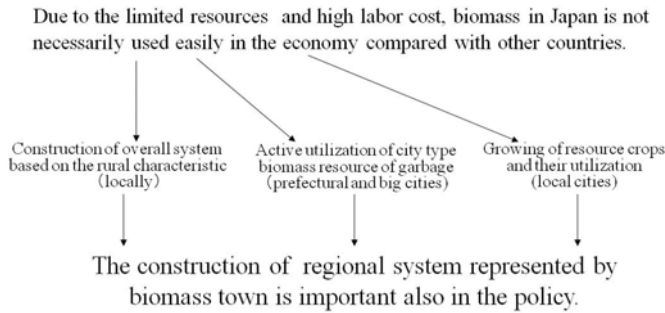 Due to the limited resources and high labor cost, biomass in Japan is not
necessarily used easily in the economy compared with other countries.
Construction of overall system
based on the rural characteristic
(locally)
Active utilization of city type
biomass resource of garbage
(prefectural and big cities)
Growing of resource crops
and their utilization
(local cities)
The construction of regional system represented by
biomass town is important also in the policy.